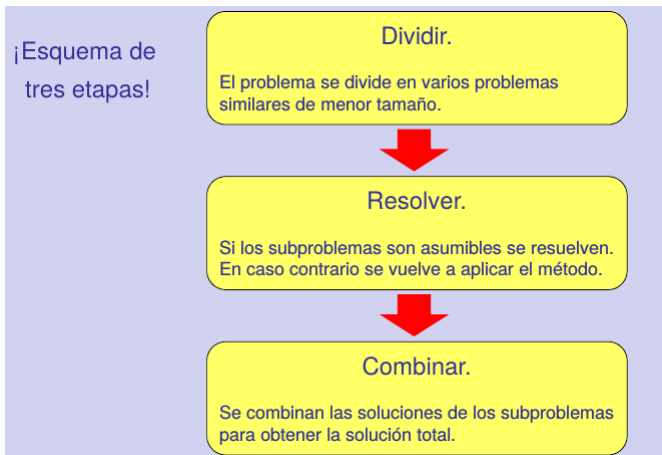 ¡Esquema de
tres etapas!
Dividir.
El problema se divide en varios problemas
similares de menor tamaño.
Resolver.
Si los subproblemas son asumibles se resuelven.
En caso contrario se vuelve a aplicar el método.
Combinar.
Se combinan las soluciones de los subproblemas
para obtener la solución total.